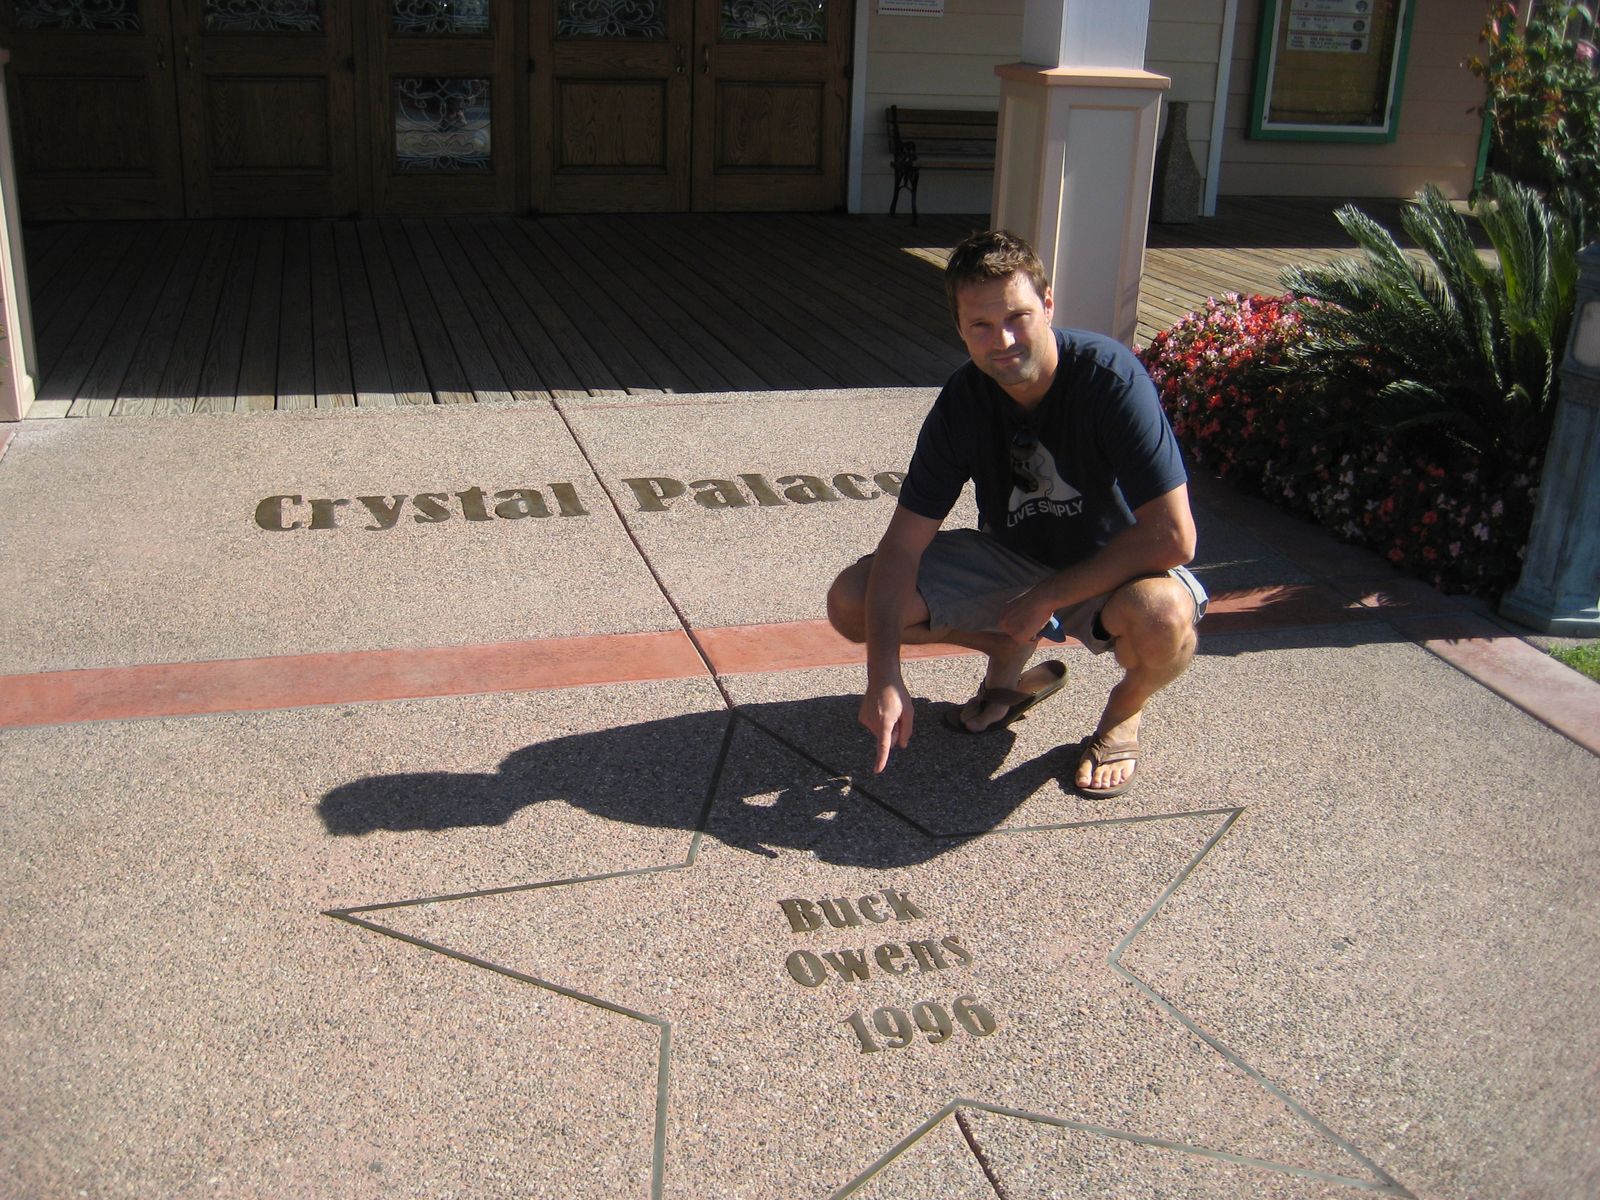 Crystal Palace
LIVE SIMPLY
Buck
Owens
1996